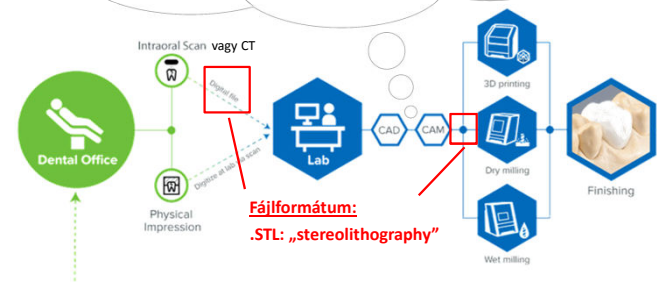 Intraoral Scan vagy CT
Digital file
Dental Office
Digitize at lab via scan
Physical
Impression
Lab
CAD
CAM
3D printing
Dry milling
Wet milling
Finishing
Fájlformátum:
.STL: „stereolithography”